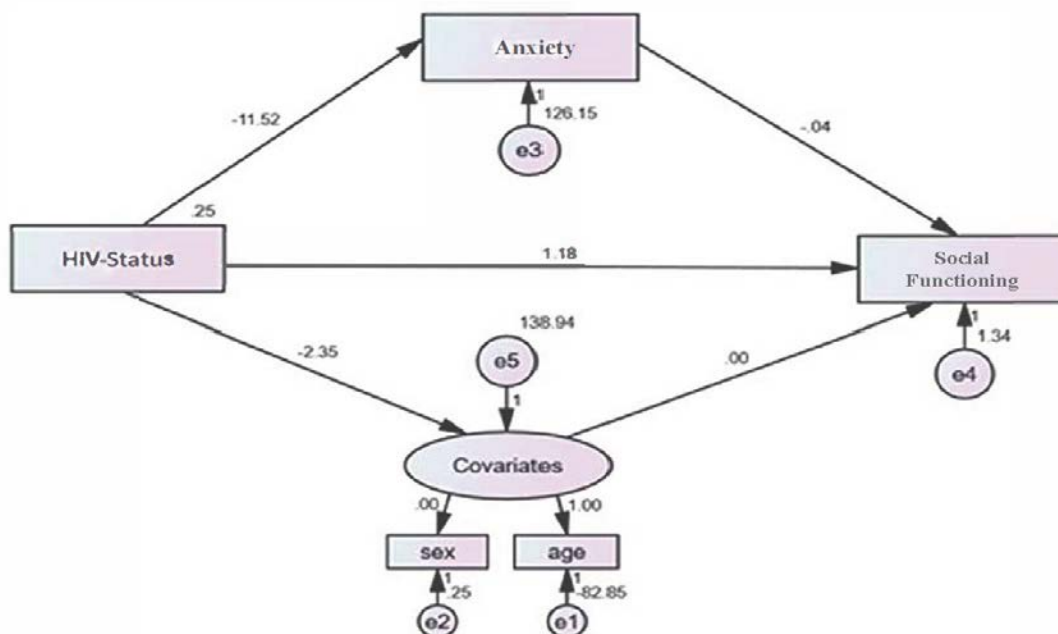 Anxiety
1
126.15
e3
-11.52
-.04
.25
HIV-Status
1.18
Social
Functioning
138.94
e5
1
-2.35
.00
1
1.34
e4
Covariates
.00
1.00
sex
age
1
.25
1
-82.85
e2
e1